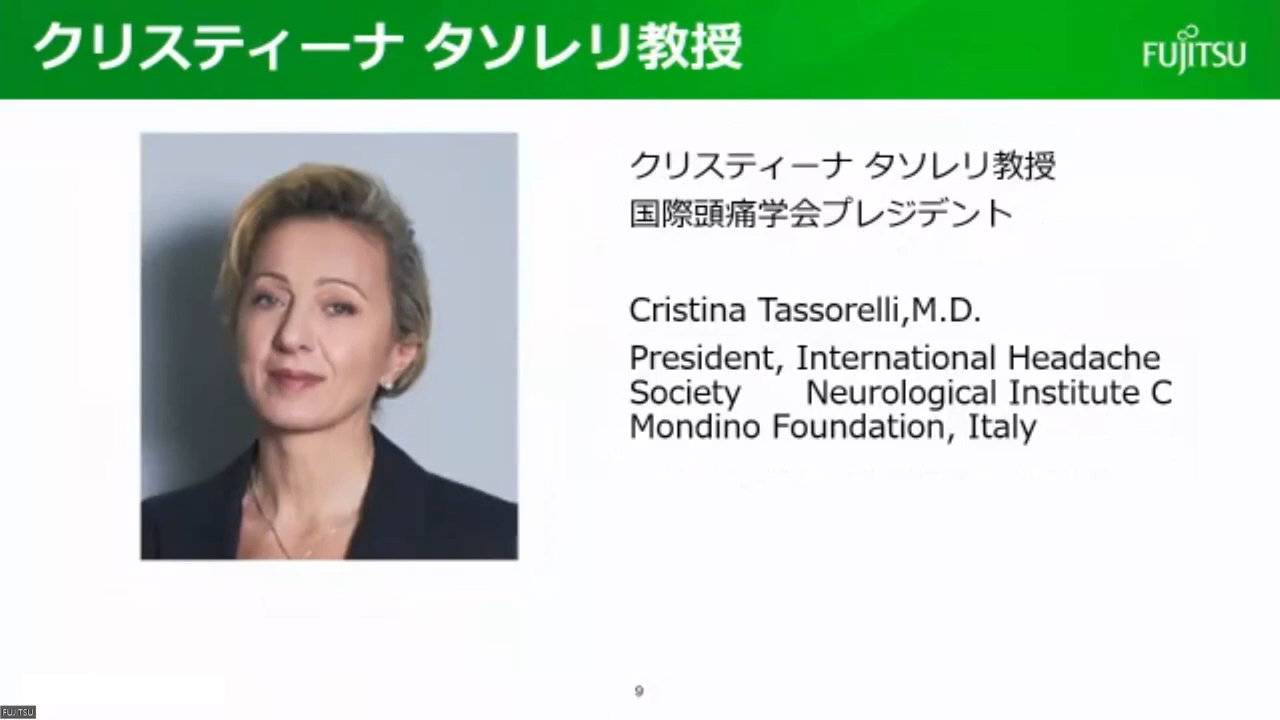 クリスティーナ タソレリ教授
FUJITSU
クリスティーナ タソレリ教授
国際頭痛学会プレジデント
Cristina Tassorelli,M.D.
President, International Headache
Society Neurological Institute C
Mondino Foundation, Italy
9
FUJITSU